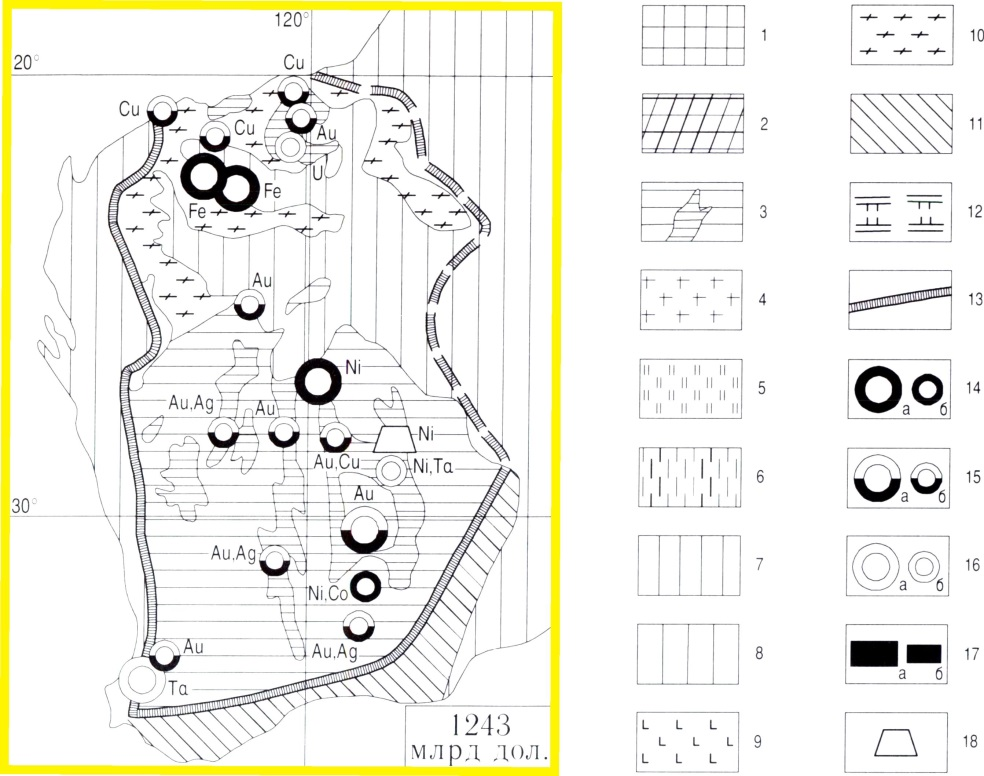 120°
20°
Cu
Cu
Cu
Au
U
Fe
Fe
Au
Ni
Au,Ag
Au
Ni
Au,Cu
Ni,Ta
Au
30°
Au,Ag
Ni,Co
Au,Ag
Au
Ta
1243
млрд дол.
1
2
3
4
5
6
7
8
L L L
L L L
L L L
9
10
11
12
13
а б
14
а б
15
а б
16
а б
17
18